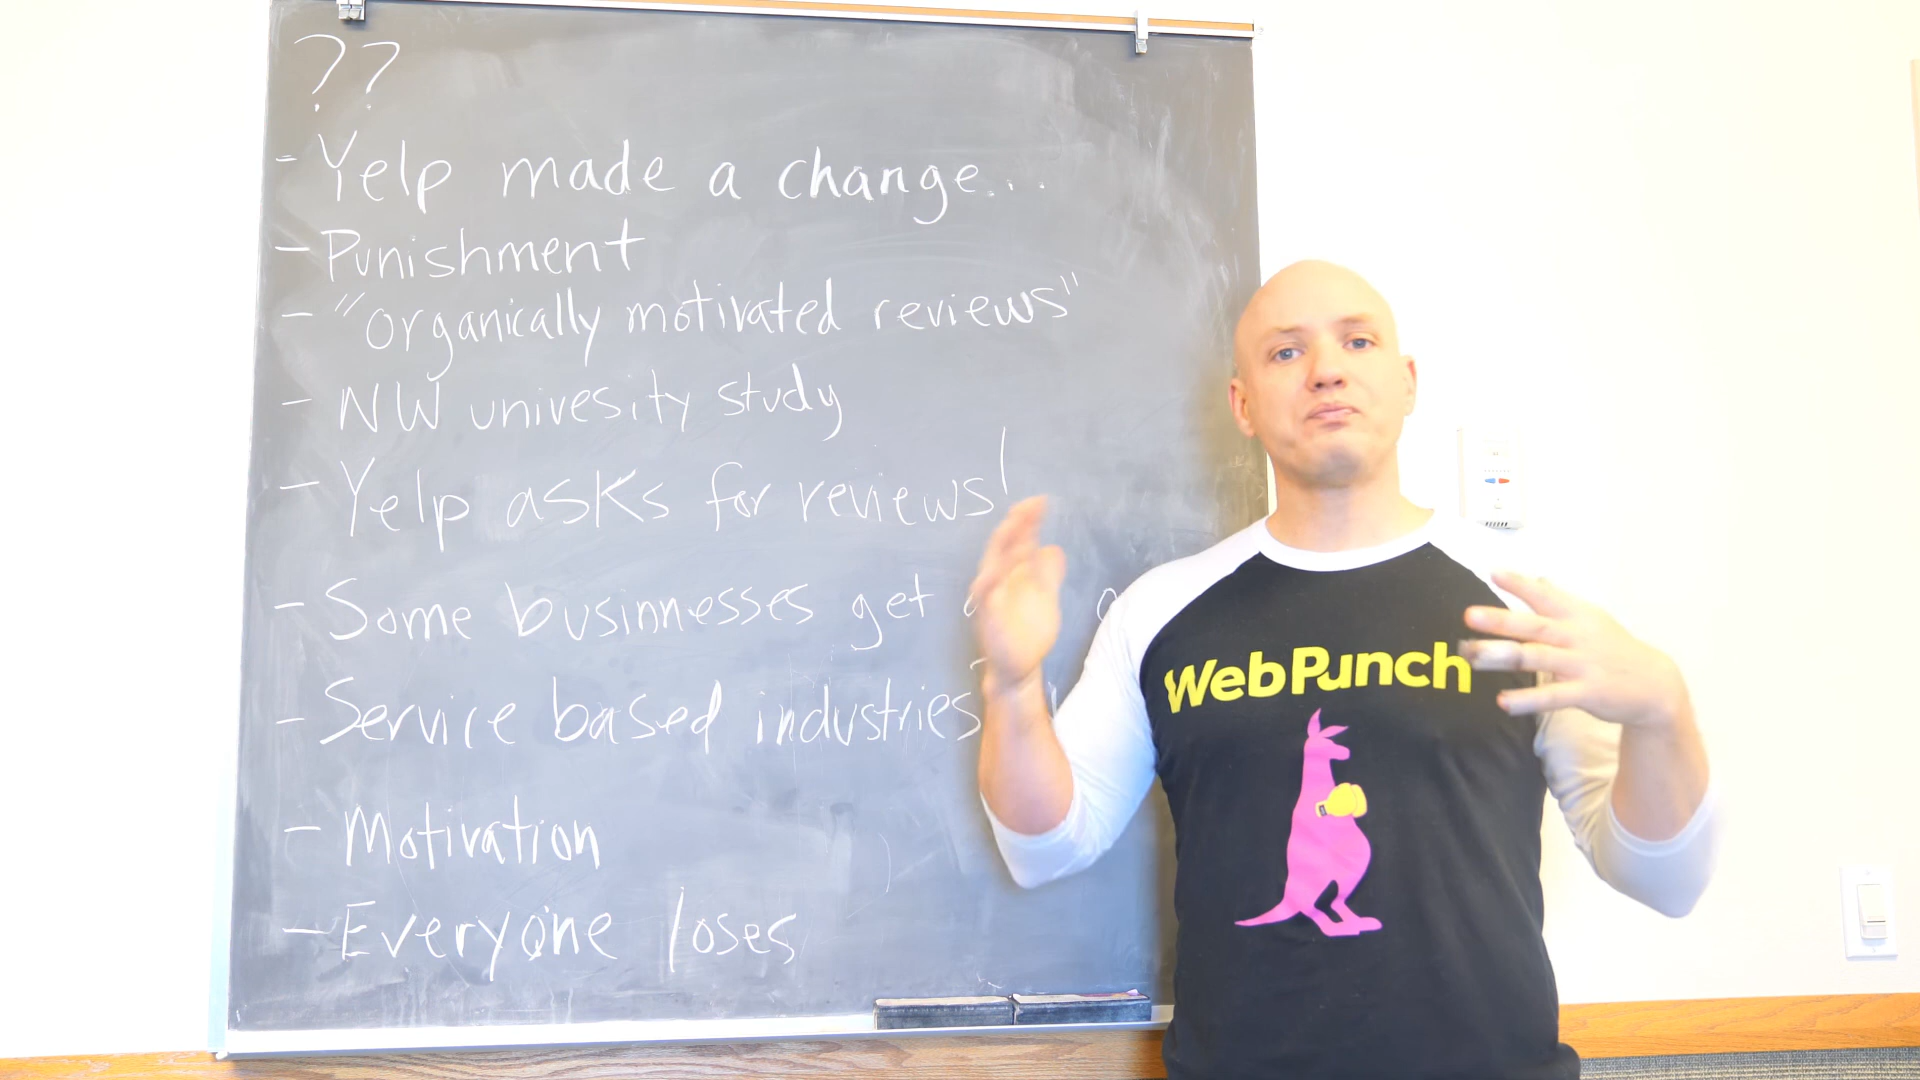 ??
- Yelp made a change...
- Punishment
- "organically motivated reviews"
- NW univesity study
- Yelp asks for reviews!
- Some businnesses get
- Service based industries
- Motivation
- Everyone loses
WebPunch